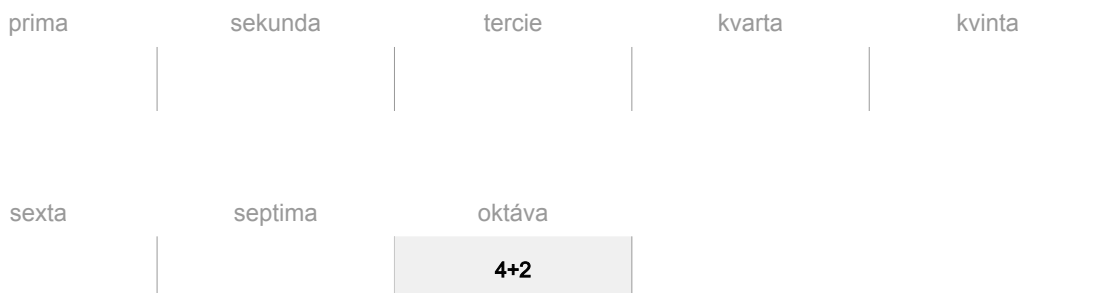 prima sekunda tercie kvarta kvinta
sexta septima oktáva
4+2